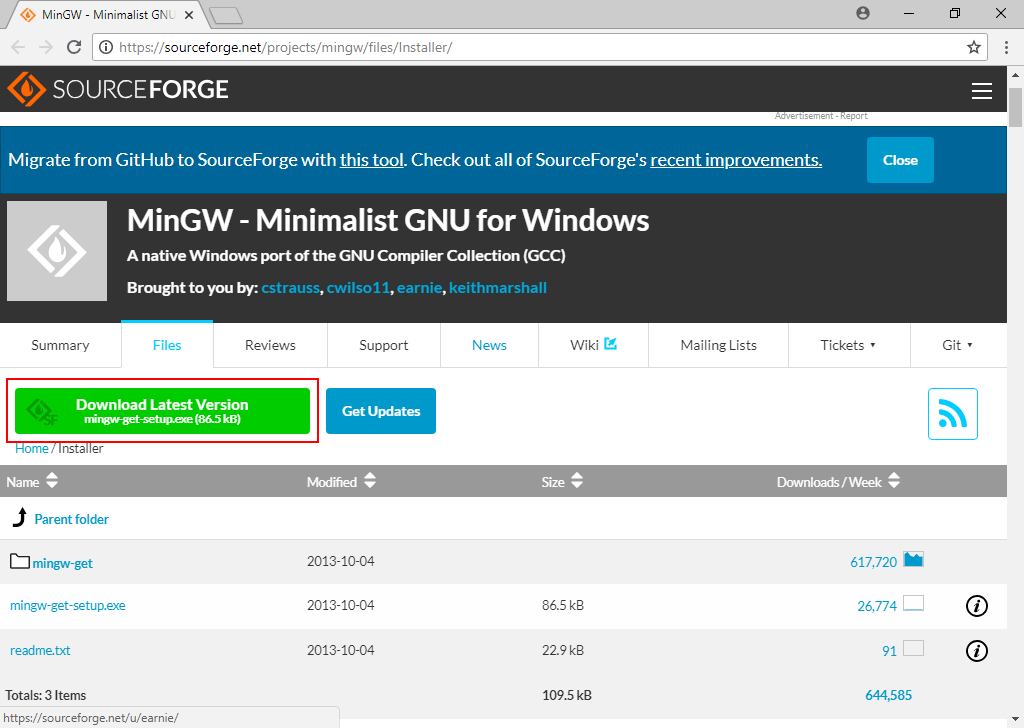 MinGW - Minimalist GNU
https://sourceforge.net/projects/mingw/files/Installer/
SOURCEFORGE
Advertisement - Report
Migrate from GitHub to SourceForge with this tool. Check out all of SourceForge's recent improvements.
Close
MinGW - Minimalist GNU for Windows
A native Windows port of the GNU Compiler Collection (GCC)
Brought to you by: cstrauss, cwilso11, earnie, keithmarshall
Summary Files Reviews Support News Wiki Mailing Lists Tickets Git
Download Latest Version
mingw-get-setup.exe (86.5 kB)
SF
Get Updates
Home / Installer
Name Modified Size Downloads / Week
Parent folder
mingw-get 2013-10-04 617,720
mingw-get-setup.exe 2013-10-04 86.5 kB 26,774
readme.txt 2013-10-04 22.9 kB 91
Totals: 3 Items 109.5 kB 644,585
https://sourceforge.net/u/earnie/